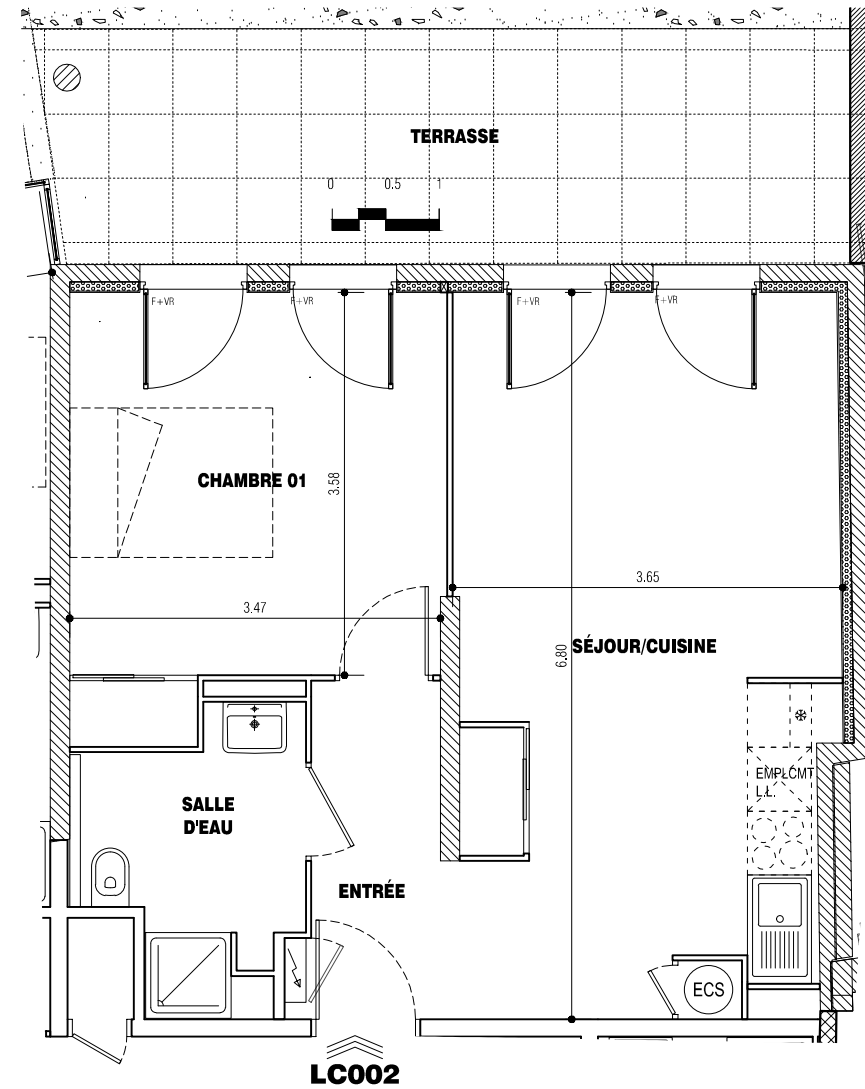 TERRASSE
0 0.5 1
F+VR F+VR F+VR F+VR
CHAMBRE 01
3.58
3.65
3.47
SÉJOUR/CUISINE
6.80
EMPLCMT
L.L.
SALLE
D'EAU
ENTRÉE
ECS
LC002